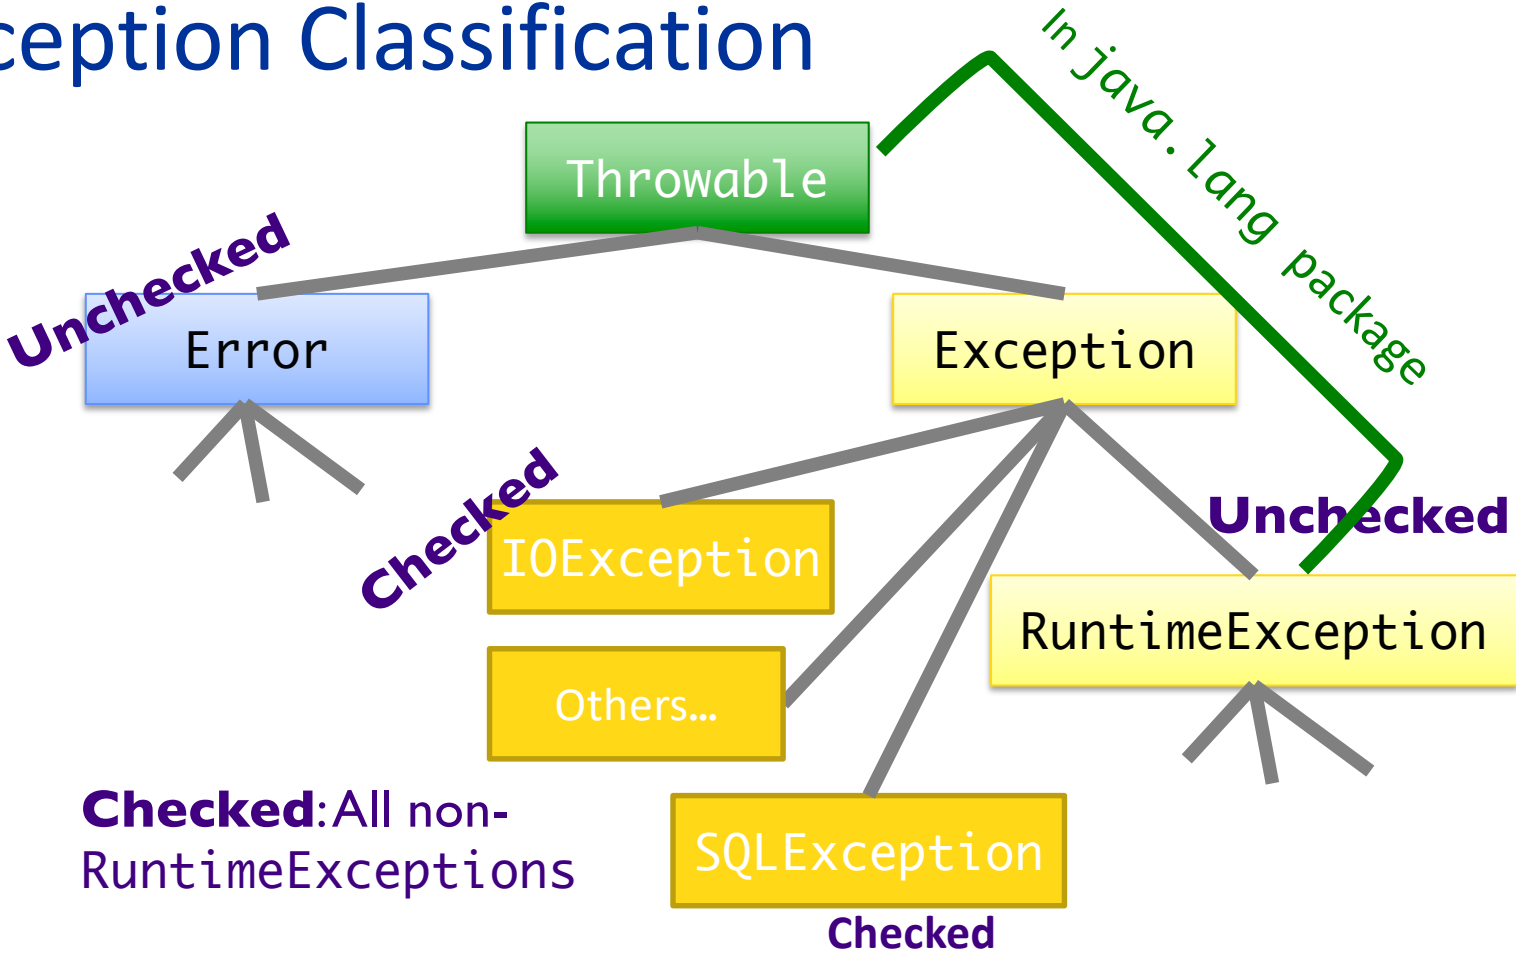 ception Classification
In java.lang package
Throwable
Unchecked
Error
Exception
Checked
IOException
Unchecked
RuntimeException
Others…
Checked: All non-
RuntimeExceptions
SQLException
Checked